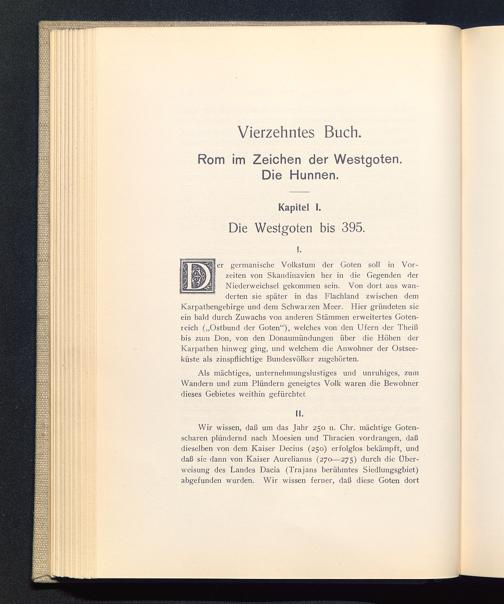 Vierzehntes Buch.
Rom im Zeichen der Westgoten.
Die Hunnen.
Kapitel I.
Die Westgoten bis 395.
I.
Der germanische Volkstum der Goten soll in Vor-
zeiten von Skandinavien her in die Gegenden der
Niederweichsel gekommen sein. Von dort aus wan-
derten sie später in das Flachland zwischen dem
Karpathengebirge und dem Schwarzen Meer. Hier gründeten sie
ein bald durch Zuwachs von anderen Stämmen erweitertes Goten-
reich („Ostbund der Goten“), welches von den Ufern der Theiß
bis zum Don, von den Donaumündungen über die Höhen der
Karpathen hinweg ging, und welchem die Anwohner der Ostsee-
küste als zinspflichtige Bundesvölker zugehörten.
Als mächtiges, unternehmungslustiges und unruhiges, zum
Wandern und zum Plündern geneigtes Volk waren die Bewohner
dieses Gebietes weithin gefürchtet
II.
Wir wissen, daß um das Jahr 250 n. Chr. mächtige Goten-
scharen plündernd nach Moesien und Thracien vordrangen, daß
dieselben von dem Kaiser Decius (250) erfolglos bekämpft, und
daß sie dann von Kaiser Aurelianus (270—275) durch die Über-
weisung des Landes Dacia (Trajans berühmtes Siedlungsgbiet)
abgefunden wurden. Wir wissen ferner, daß diese Goten dort